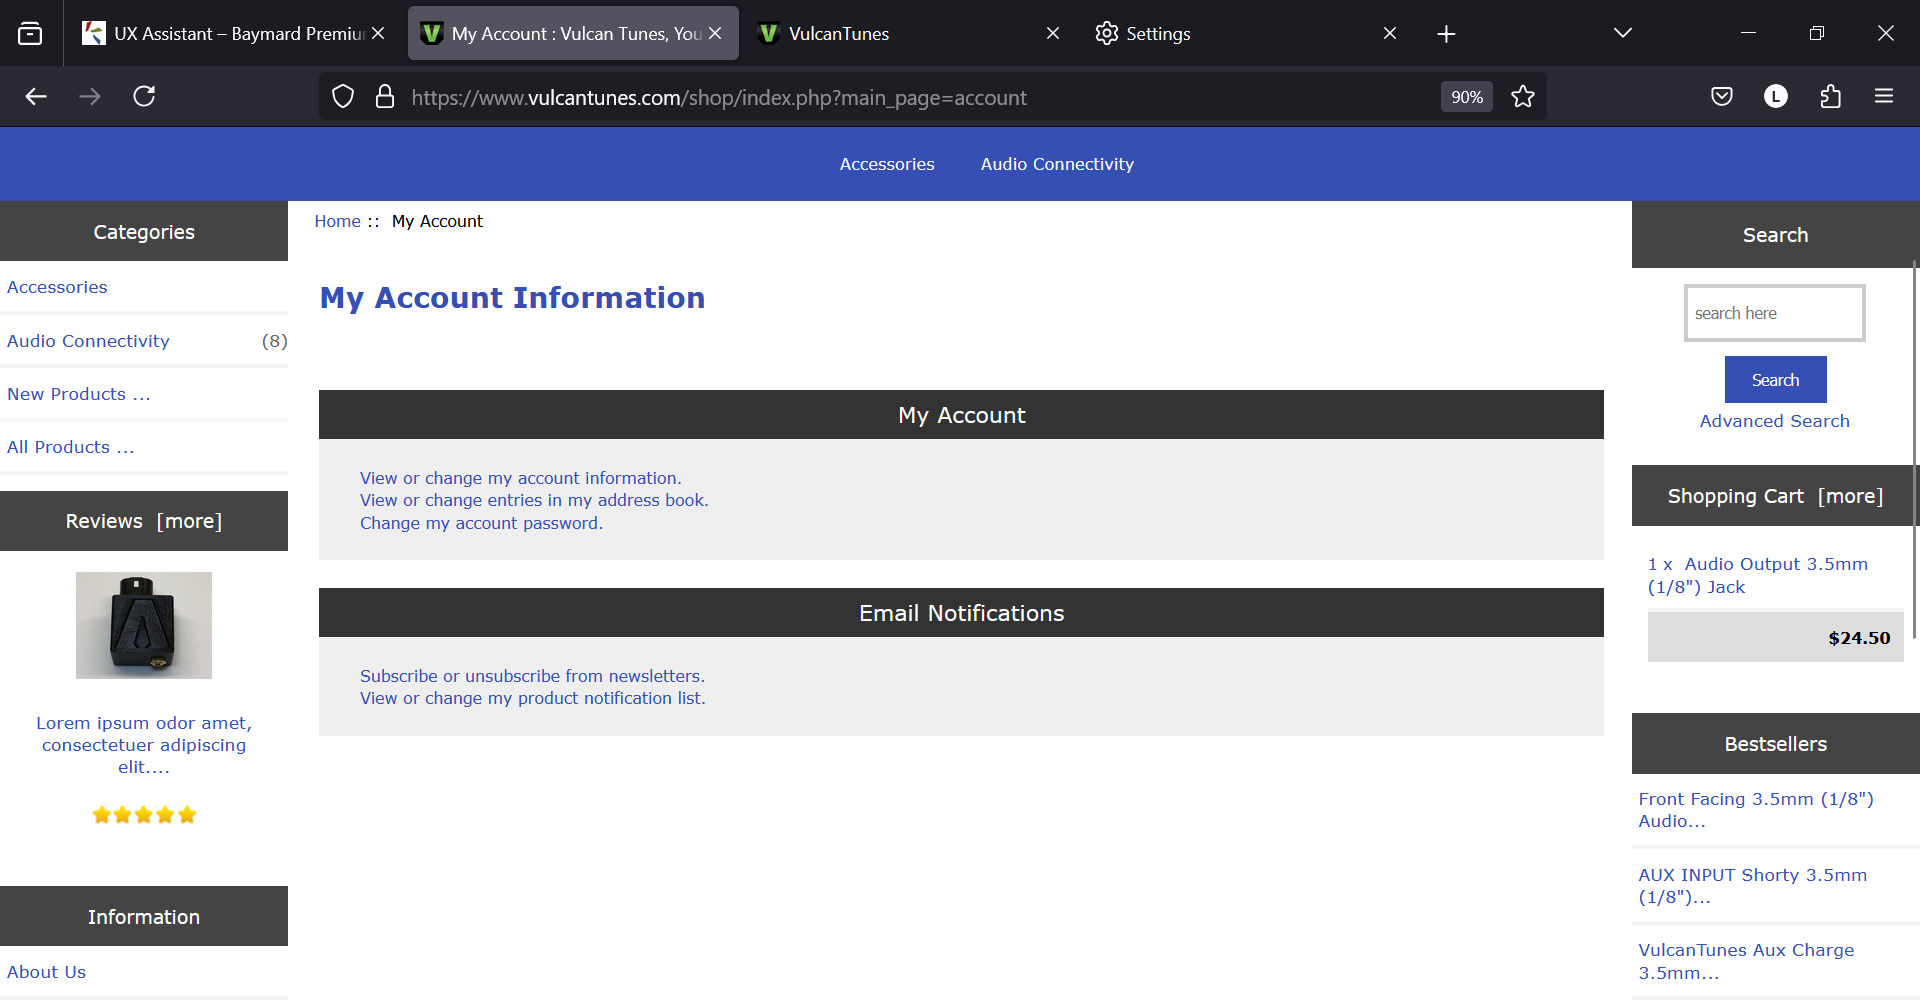 UX Assistant – Baymard Premiu
My Account : Vulcan Tunes, You
VulcanTunes
Settings
https://www.vulcantunes.com/shop/index.php?main_page=account
90%
L
Accessories
Audio Connectivity
Categories
Accessories
Audio Connectivity (8)
New Products ...
All Products ...
Reviews [more]
Lorem ipsum odor amet,
consectetuer adipiscing
elit....
Information
About Us
Home :: My Account
My Account Information
My Account
View or change my account information.
View or change entries in my address book.
Change my account password.
Email Notifications
Subscribe or unsubscribe from newsletters.
View or change my product notification list.
Search
search here
Search
Advanced Search
Shopping Cart [more]
1 x Audio Output 3.5mm
(1/8") Jack
$24.50
Bestsellers
Front Facing 3.5mm (1/8")
Audio...
AUX INPUT Shorty 3.5mm
(1/8")...
VulcanTunes Aux Charge
3.5mm...